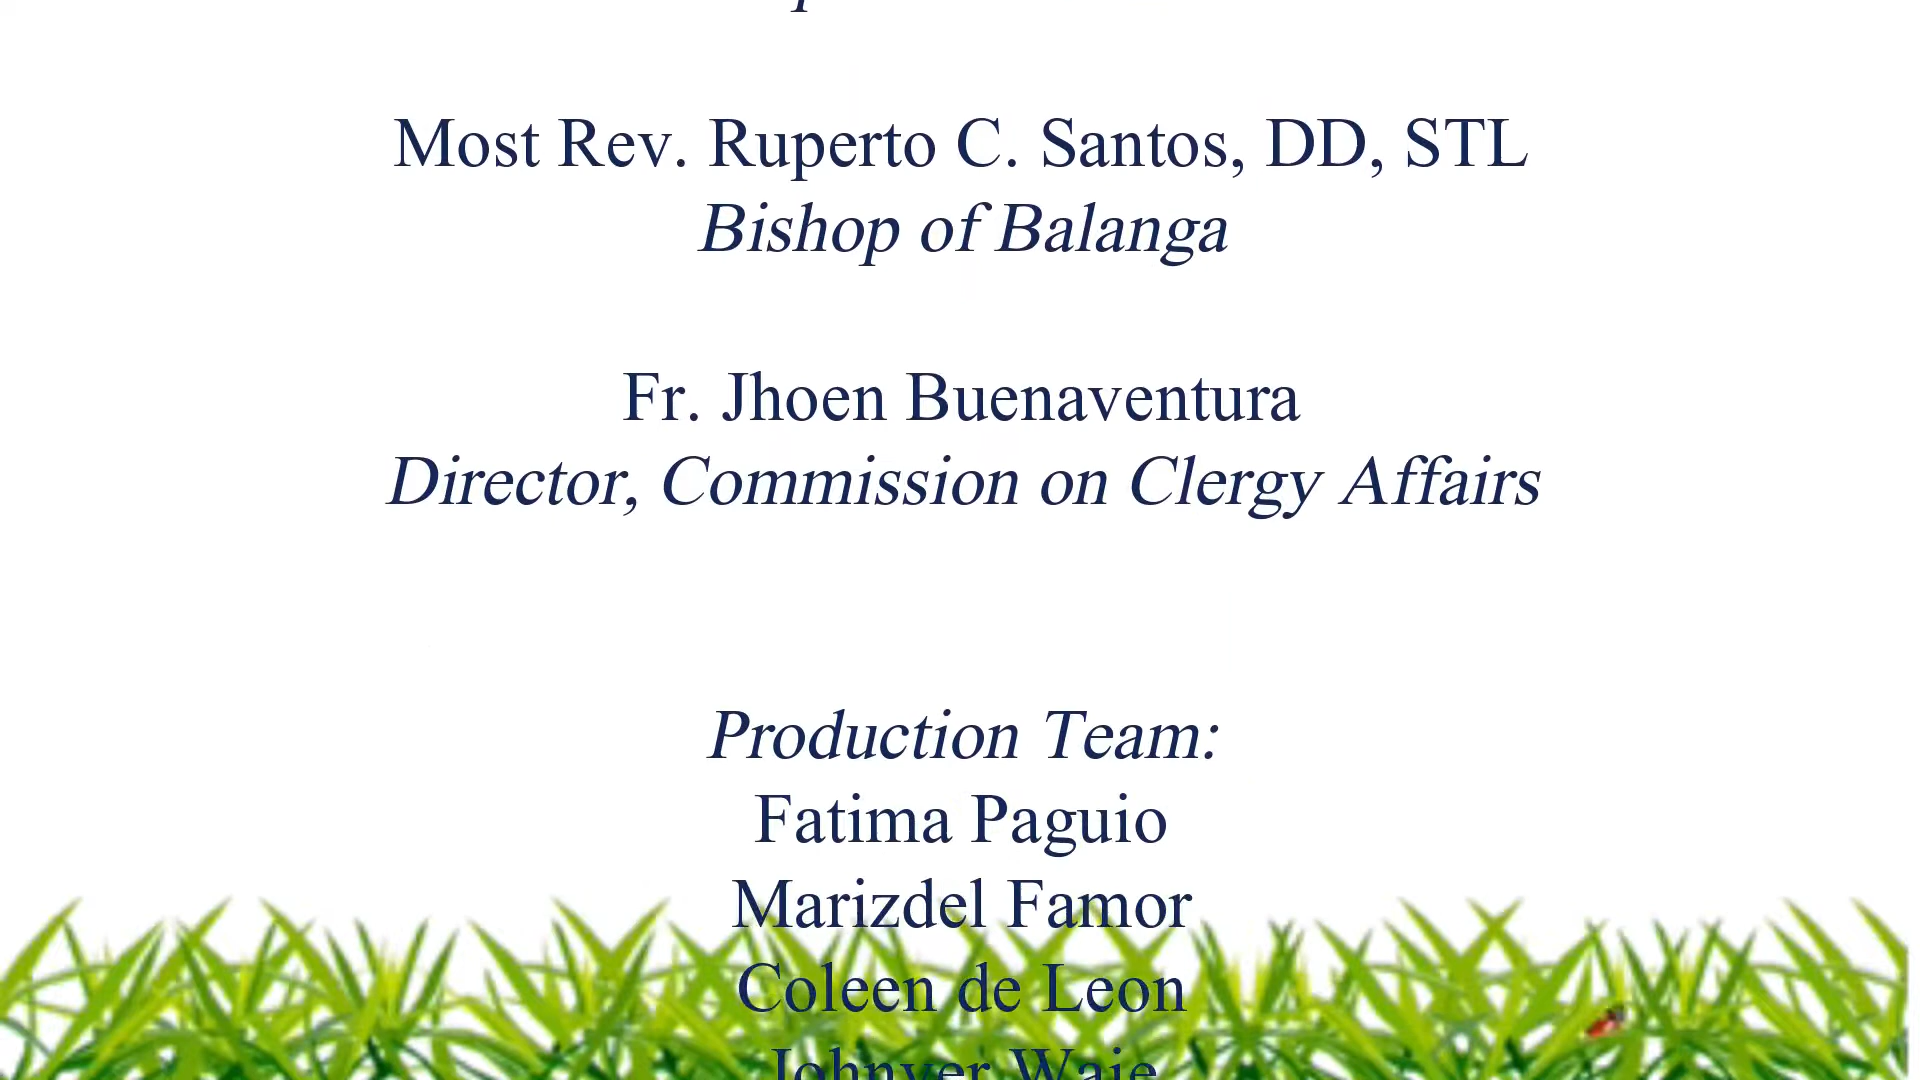 Most Rev. Ruperto C. Santos, DD, STL
Bishop of Balanga
Fr. Jhoen Buenaventura
Director, Commission on Clergy Affairs
Production Team:
Fatima Paguio
Marizdel Famor
Coleen de Leon